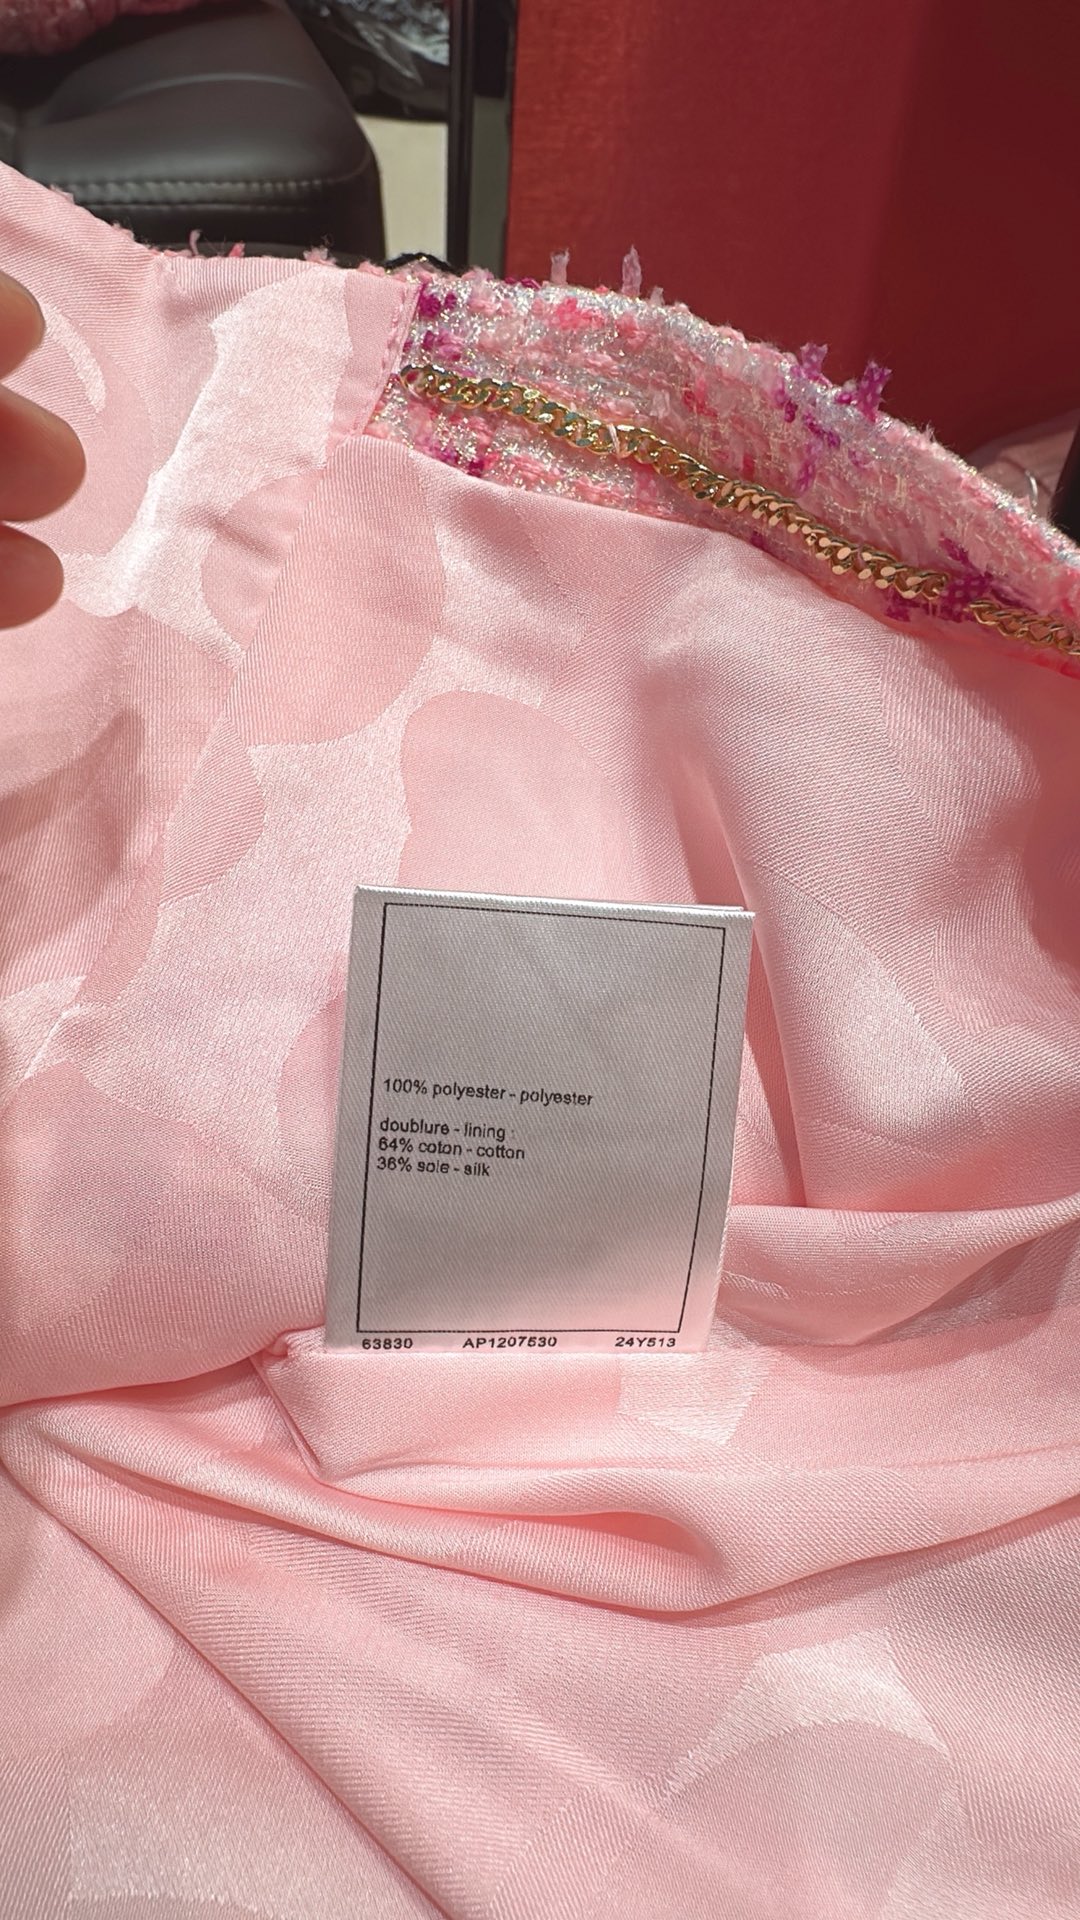 100% polyester - polyester
doublure - lining :
64% coton - cotton
36% soie - silk
63830 AP1207530 24Y513